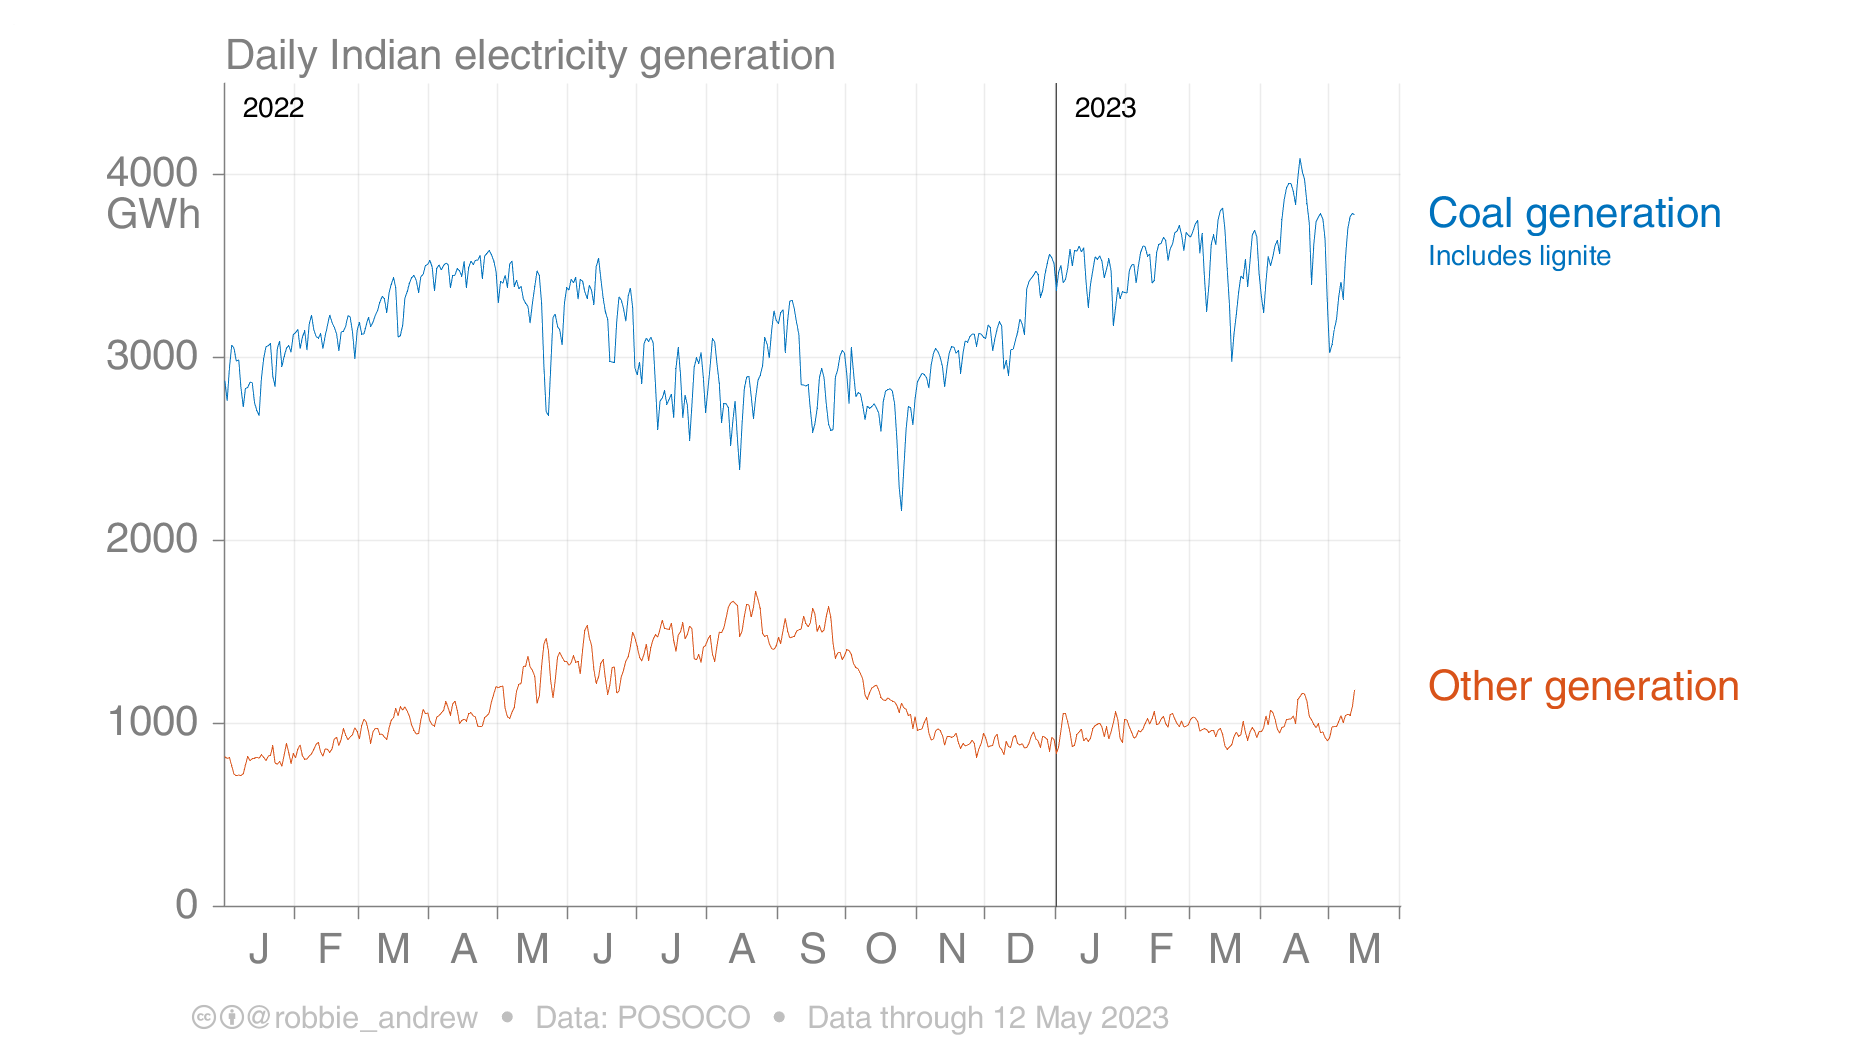 Daily Indian electricity generation
2022
2023
4000
GWh
3000
2000
1000
0
Coal generation
Includes lignite
Other generation
J F M A M J J A S O N D J F M A M
cc @robbie_andrew • Data: POSOCO • Data through 12 May 2023